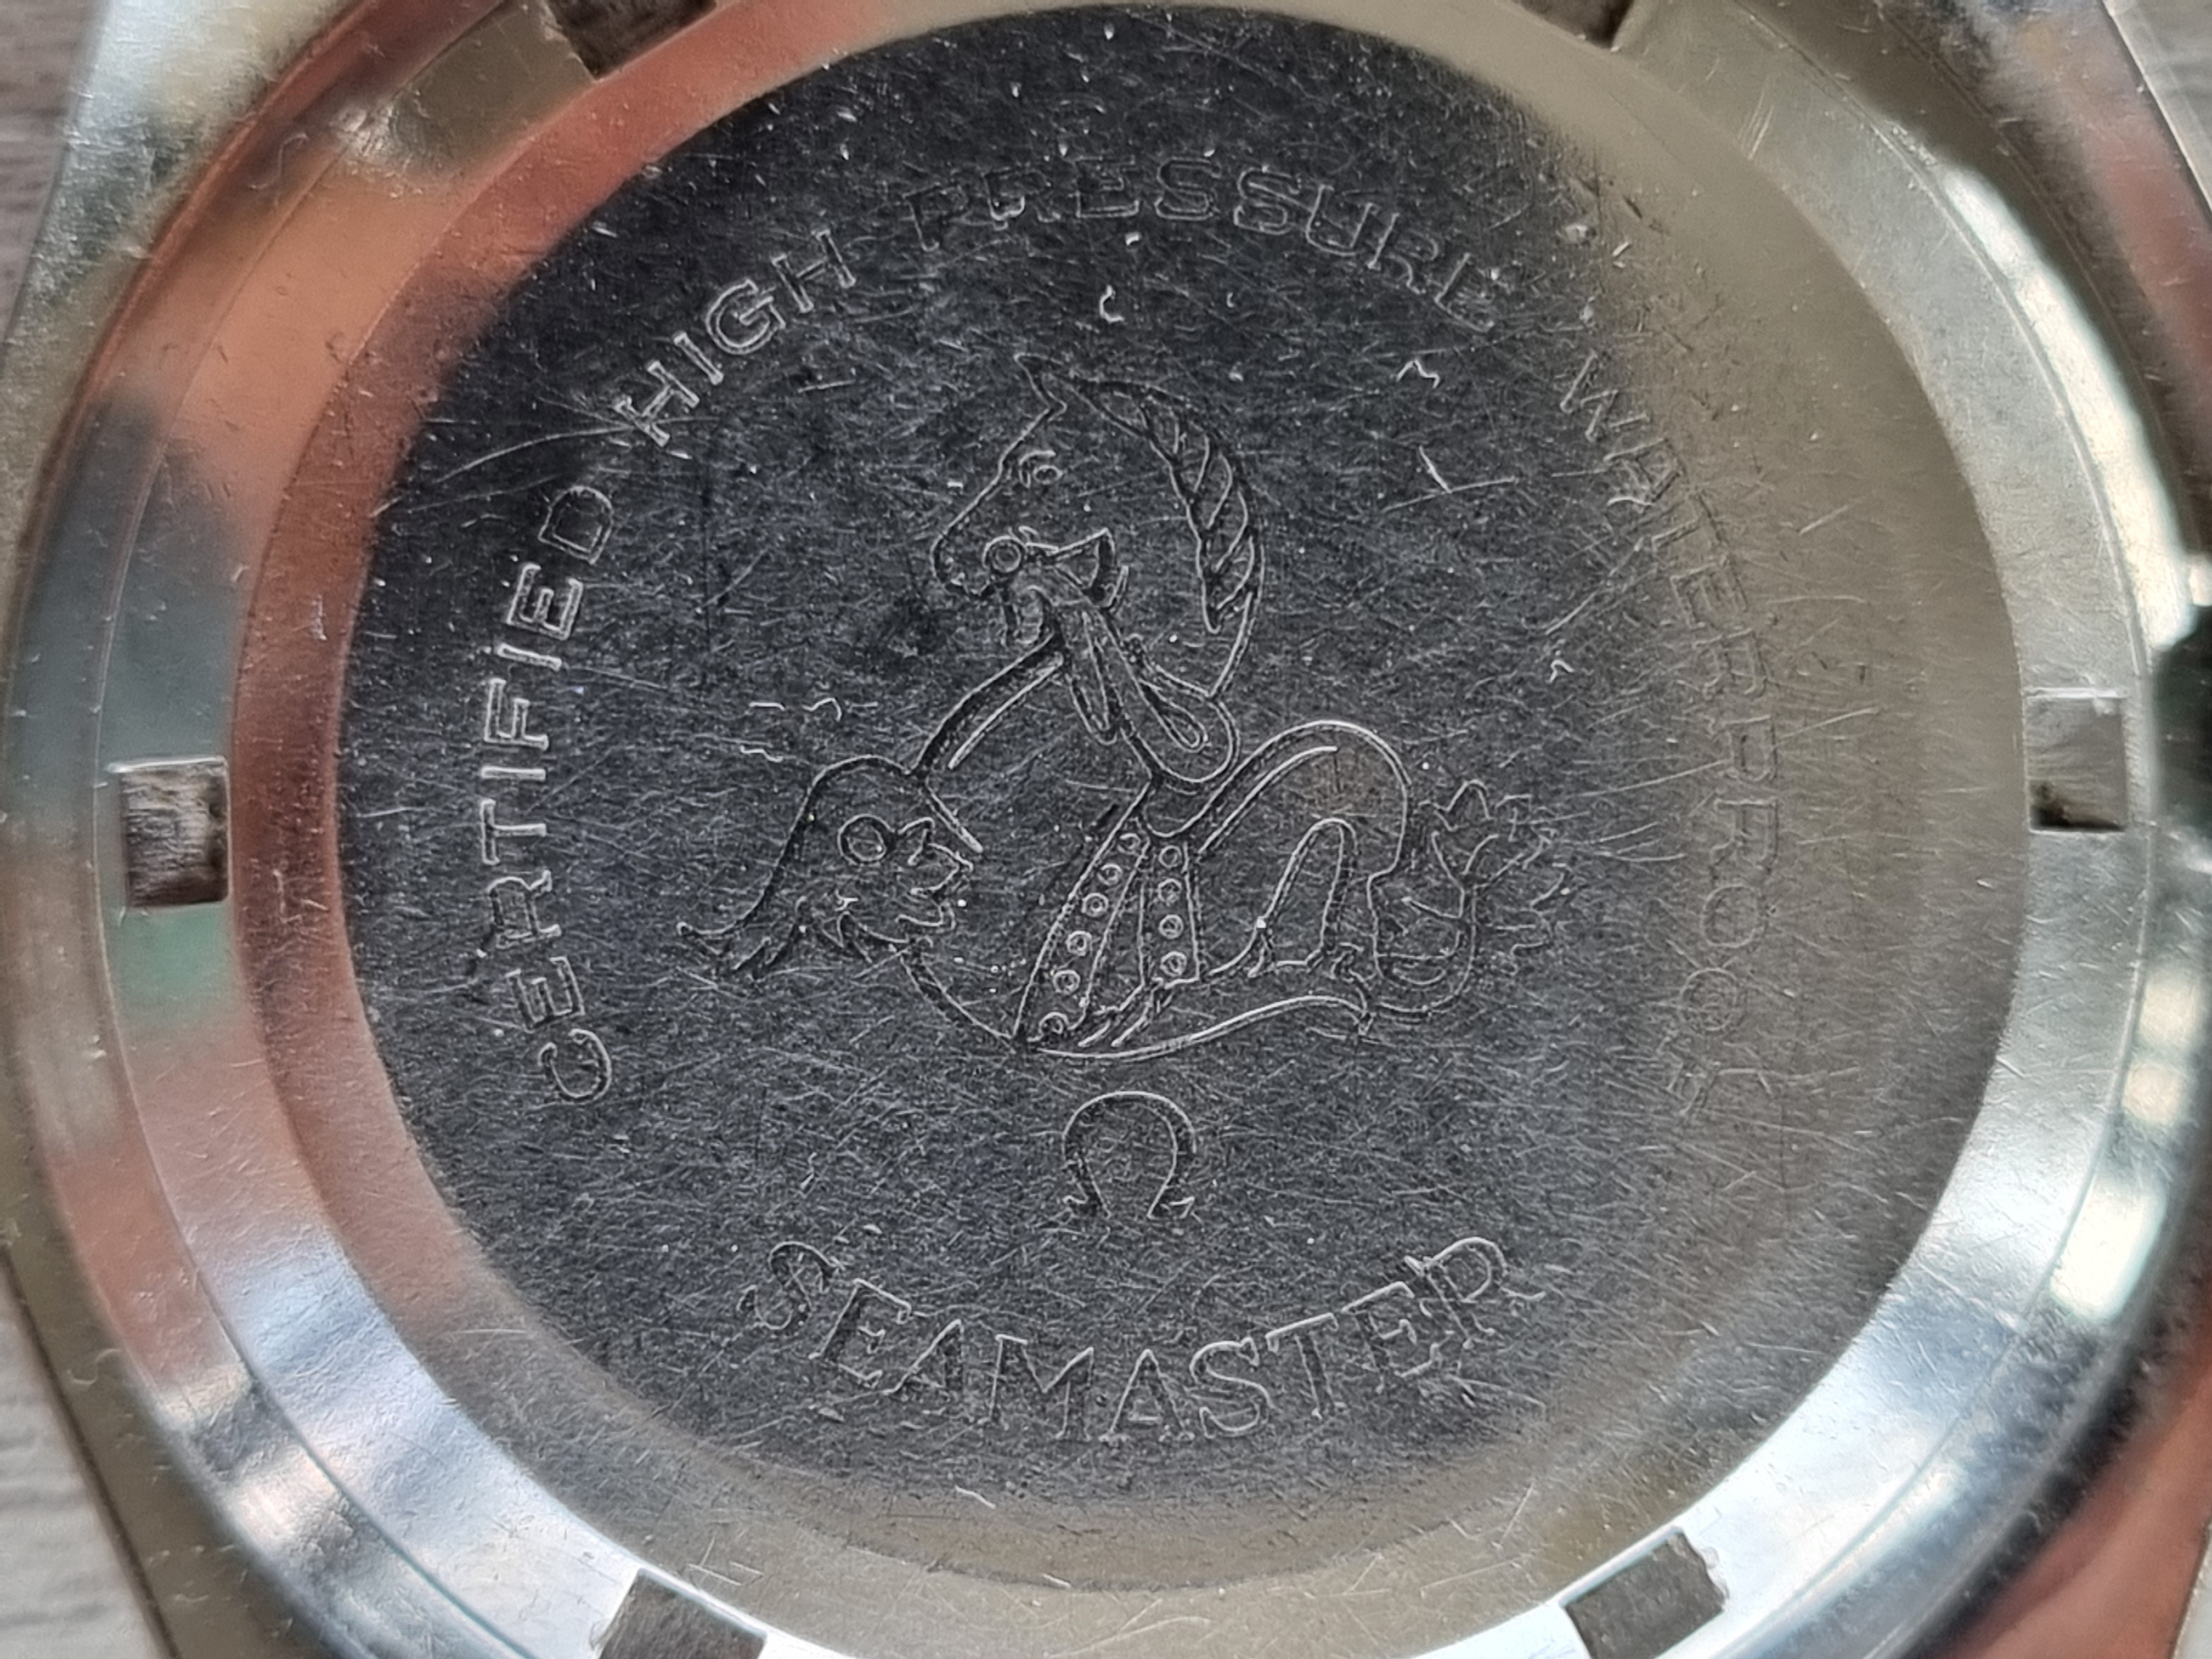 CERTIFIED HIGH PRESSURE WATERPROOF
Ω
SEAMASTER